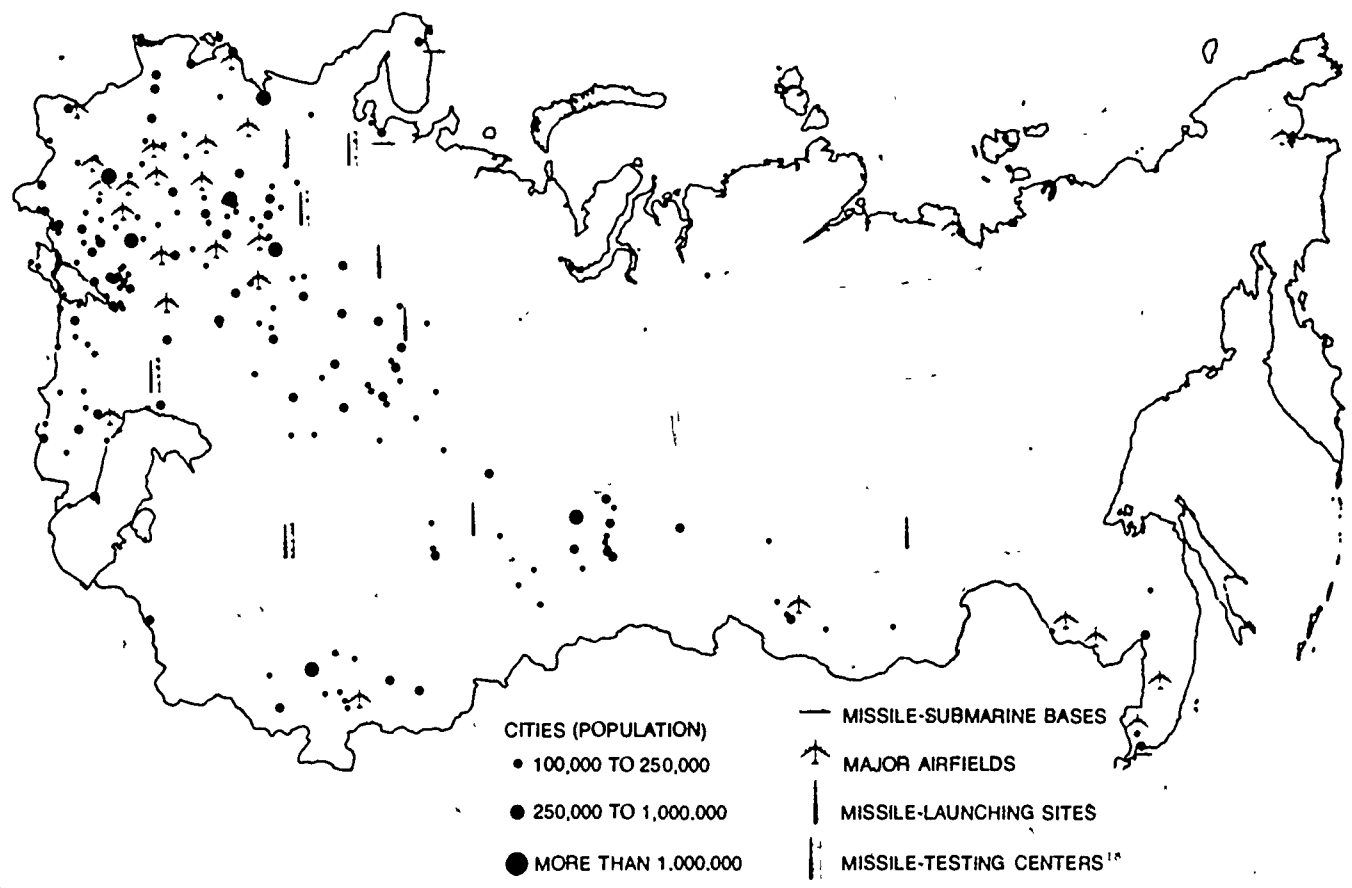 CITIES (POPULATION)
100,000 TO 250,000
250,000 TO 1,000.000
MORE THAN 1.000.000
MISSILE-SUBMARINE BASES
MAJOR AIRFIELDS
MISSILE-LAUNCHING SITES
MISSILE-TESTING CENTERS